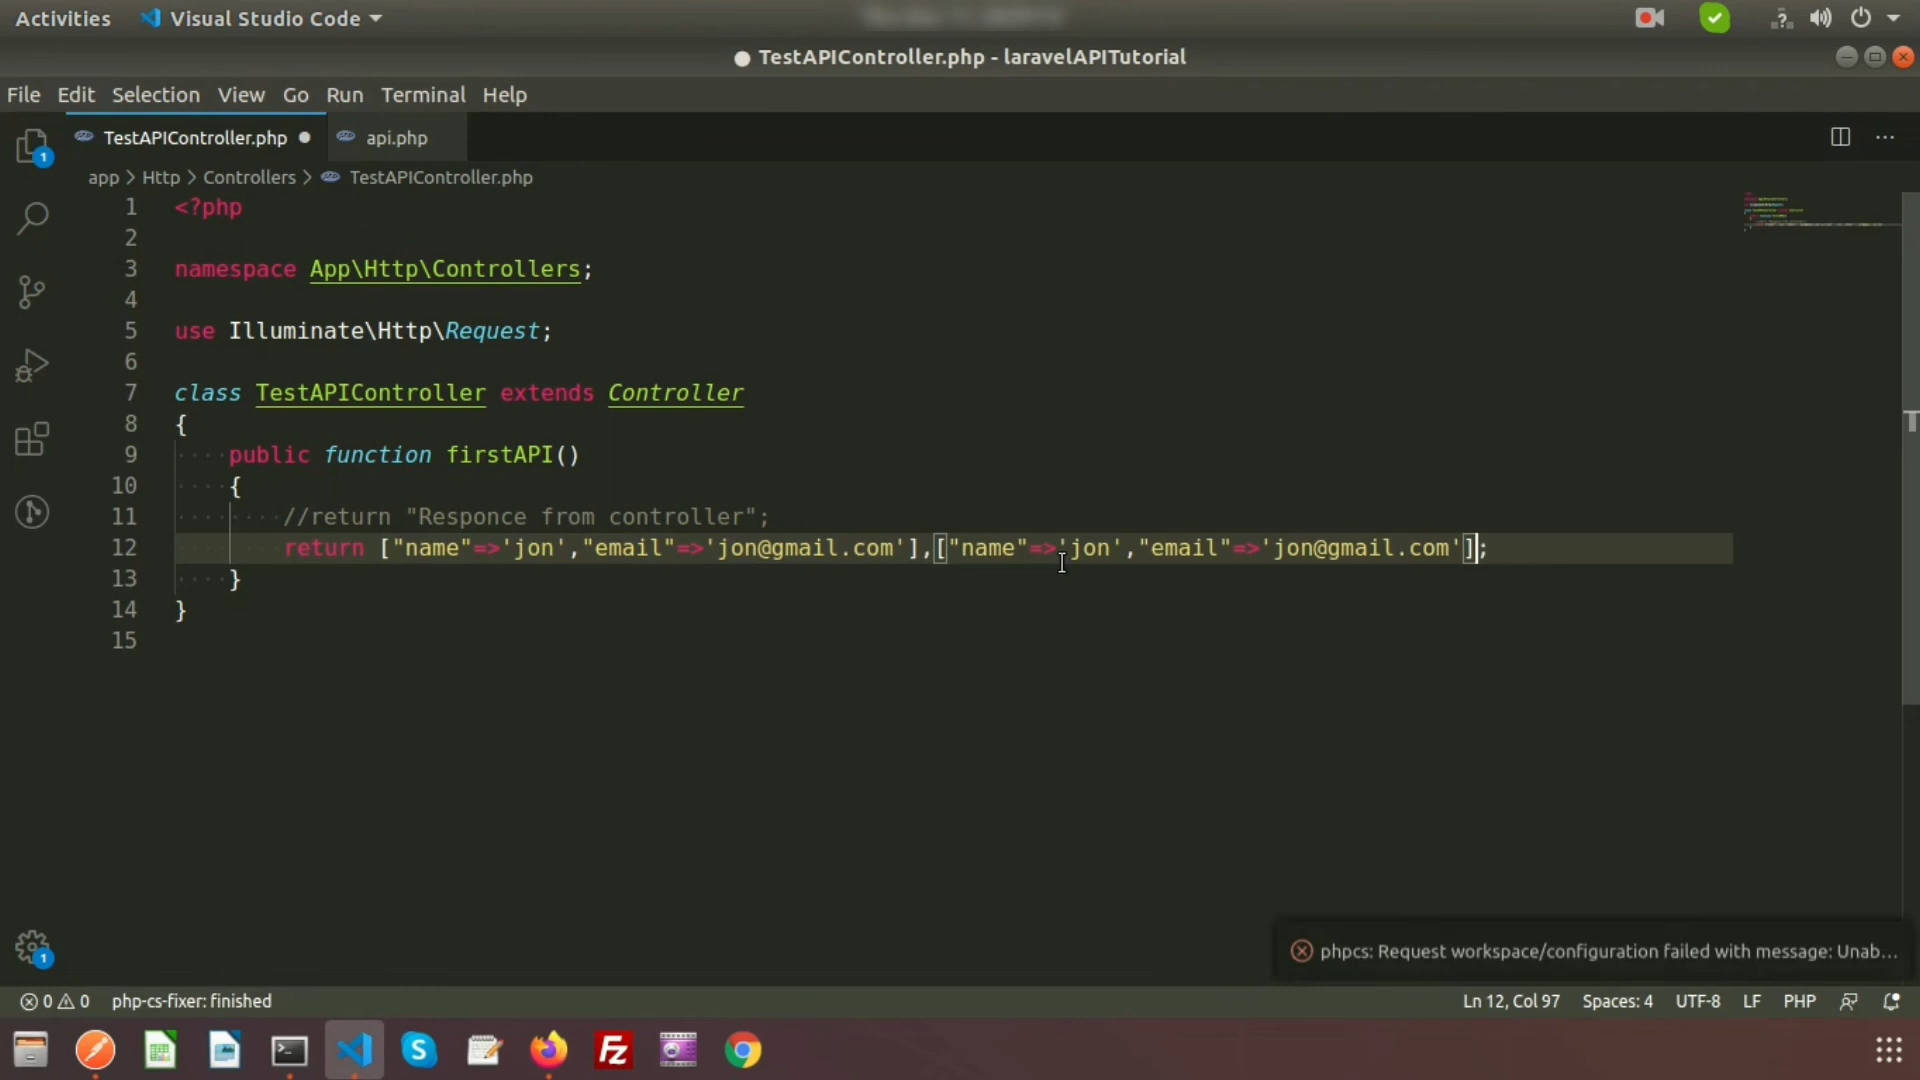 Activities Visual Studio Code
TestAPIController.php - laravelAPITutorial
File Edit Selection View Go Run Terminal Help
TestAPIController.php api.php
app > Http > Controllers > TestAPIController.php
1 <?php
2
3 namespace App\Http\Controllers;
4
5 use Illuminate\Http\Request;
6
7 class TestAPIController extends Controller
8 {
9 public function firstAPI()
10 {
11 //return "Responce from controller";
12 return ["name"=>'jon',"email"=>'jon@gmail.com'],["name"=>'jon',"email"=>'jon@gmail.com'];
13 }
14 }
15
1
1
phpcs: Request workspace/configuration failed with message: Unab...
0 0 php-cs-fixer: finished Ln 12, Col 97 Spaces: 4 UTF-8 LF PHP